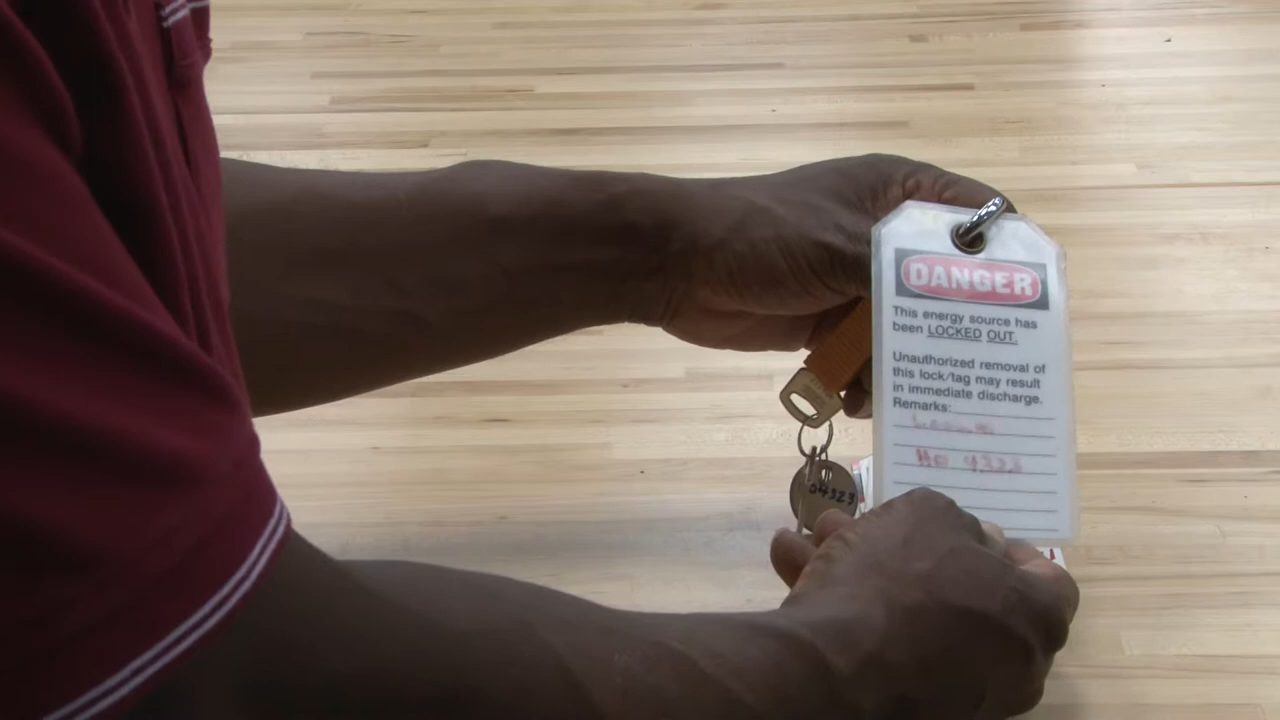 DANGER
This energy source has
been LOCKED OUT.
Unauthorized removal of
this lock/tag may result
in immediate discharge.
Remarks:
04323